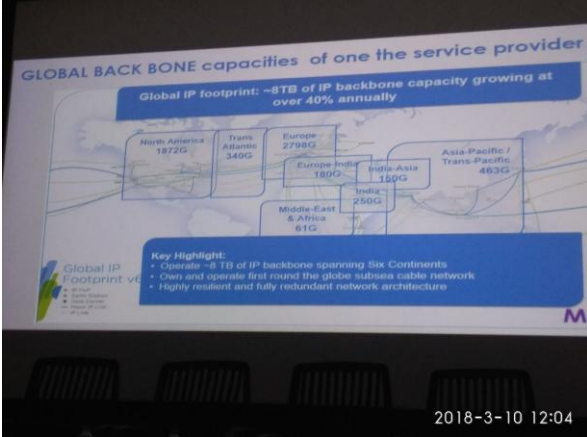 GLOBAL BACK BONE capacities of one the service provider
Global IP footprint: ~8TB of IP backbone capacity growing at
over 40% annually
North America
1872G
Trans
Atlantic
340G
Europe
2798G
Europe-India
180G
India-Asia
150G
India
250G
Asia-Pacific /
Trans-Pacific
463G
Middle-East
& Africa
61G
Key Highlight:
• Operate ~8 TB of IP backbone spanning Six Continents
• Own and operate first round the globe subsea cable network
• Highly resilient and fully redundant network architecture
Global IP
Footprint v6
M
2018-3-10 12:04